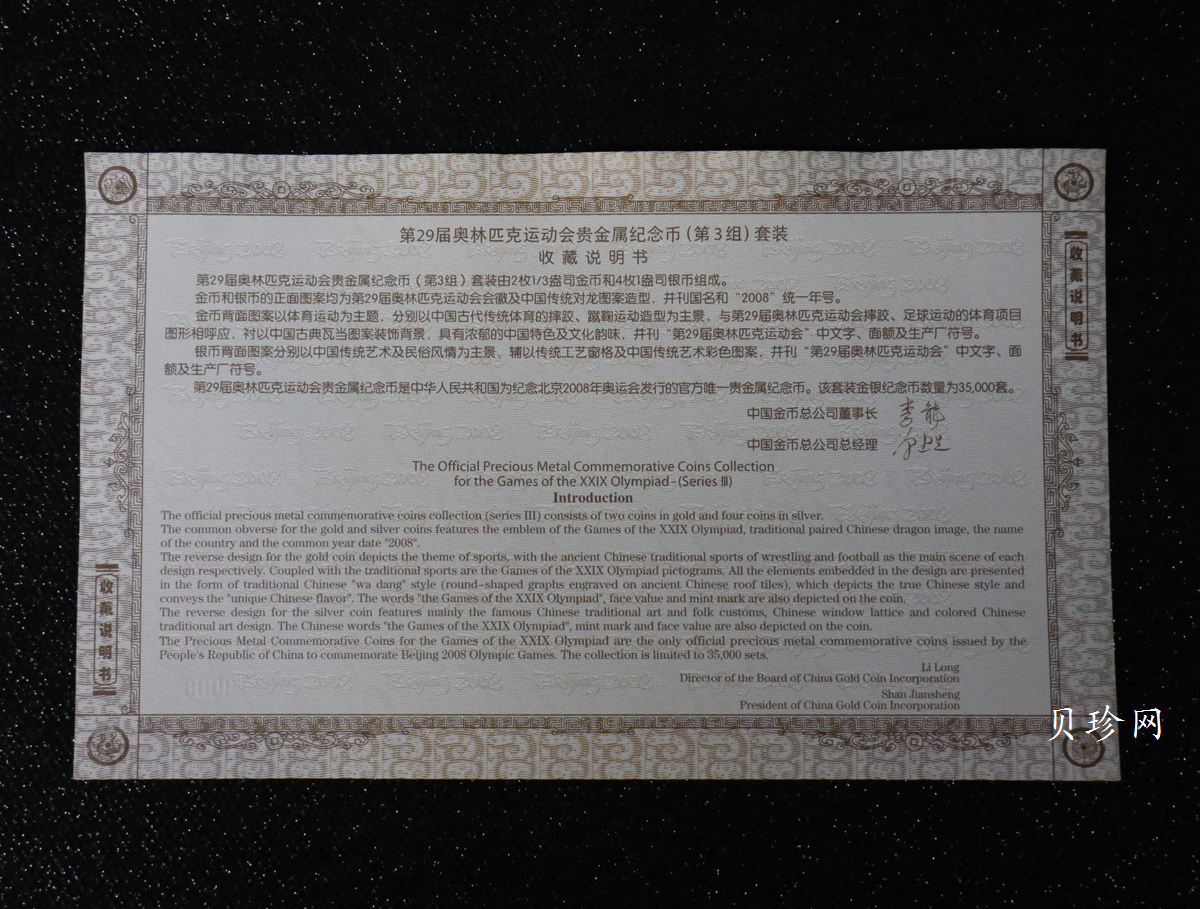 第29届奥林匹克运动会贵金属纪念币(第3组)套装
收藏说明书
第29届奥林匹克运动会贵金属纪念币(第3组)套装由2枚1/3盎司金币和4枚1盎司银币组成。
金币和银币的正面图案均为第29届奥林匹克运动会会徽及中国传统对龙图案造型，并刊国名和“2008”统一年号。
金币背面图案以体育运动为主题，分别以中国古代传统体育的摔胶、蹴鞠运动造型为主景，与第29届奥林匹克运动会摔胶、足球运动的体育项目
图形相呼应，衬以中国古典瓦当图案装饰背景，具有浓郁的中国特色及文化韵味，并刊“第29届奥林匹克运动会”中文字、面额及生产厂符号。
银币背面图案分别以中国传统艺术及民俗风情为主景，辅以传统工艺窗格及中国传统艺术彩色图案，并刊“第29届奥林匹克运动会”中文字、面
额及生产厂符号。
第29届奥林匹克运动会贵金属纪念币是中华人民共和国为纪念北京2008年奥运会发行的官方唯一贵金属纪念币。该套装金银纪念币数量为35,000套。
中国金币总公司董事长
中国金币总公司总经理
The Official Precious Metal Commemorative Coins Collection
for the Games of the XXIX Olympiad-(Series III)
Introduction
The official precious metal commemorative coins collection (series III) consists of two coins in gold and four coins in silver.
The common obverse for the gold and silver coins features the emblem of the Games of the XXIX Olympiad, traditional paired Chinese dragon image, the name
of the country and the common year date "2008".
The reverse design for the gold coin depicts the theme of sports, with the ancient Chinese traditional sports of wrestling and football as the main scene of each
design respectively. Coupled with the traditional sports are the Games of the XXIX Olympiad pictograms. All the elements embedded in the design are presented
in the form of traditional Chinese "wa dang" style (round-shaped graphs engraved on ancient Chinese roof tiles), which depicts the true Chinese style and
conveys the "unique Chinese flavor". The words "the Games of the XXIX Olympiad", face value and mint mark are also depicted on the coin.
The reverse design for the silver coin features mainly the famous Chinese traditional art and folk customs, Chinese window lattice and colored Chinese
traditional art design. The Chinese words "the Games of the XXIX Olympiad", mint mark and face value are also depicted on the coin.
The Precious Metal Commemorative Coins for the Games of the XXIX Olympiad are the only official precious metal commemorative coins issued by the
People's Republic of China to commemorate Beijing 2008 Olympic Games. The collection is limited to 35,000 sets.
Li Long
Director of the Board of China Gold Coin Incorporation
Shan Jiansheng
President of China Gold Coin Incorporation
收藏说明书
收藏说明书
贝珍网